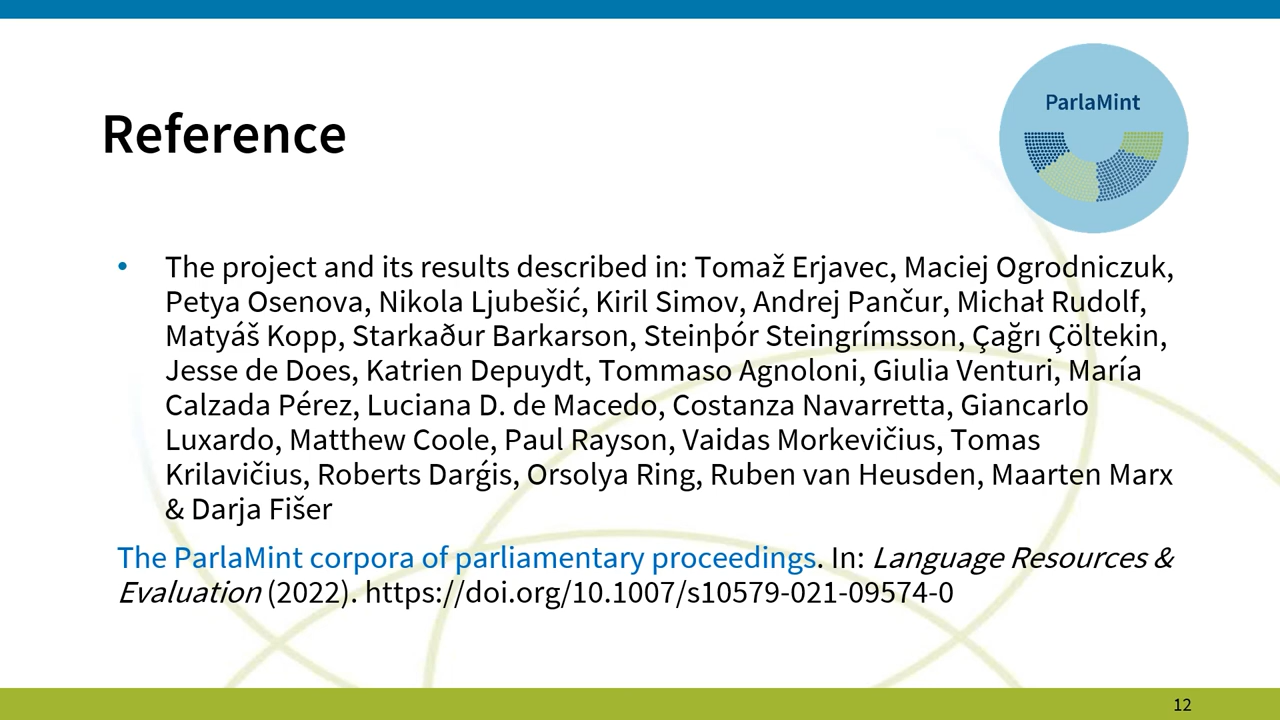 ParlaMint
Reference
• The project and its results described in: Tomaž Erjavec, Maciej Ogrodniczuk,
Petya Osenova, Nikola Ljubešić, Kiril Simov, Andrej Pančur, Michał Rudolf,
Matyáš Kopp, Starkaður Barkarson, Steinþór Steingrímsson, Çağrı Çöltekin,
Jesse de Does, Katrien Depuydt, Tommaso Agnoloni, Giulia Venturi, María
Calzada Pérez, Luciana D. de Macedo, Costanza Navarretta, Giancarlo
Luxardo, Matthew Coole, Paul Rayson, Vaidas Morkevičius, Tomas
Krilavičius, Roberts Darģis, Orsolya Ring, Ruben van Heusden, Maarten Marx
& Darja Fišer
The ParlaMint corpora of parliamentary proceedings. In: Language Resources &
Evaluation (2022). https://doi.org/10.1007/s10579-021-09574-0
12